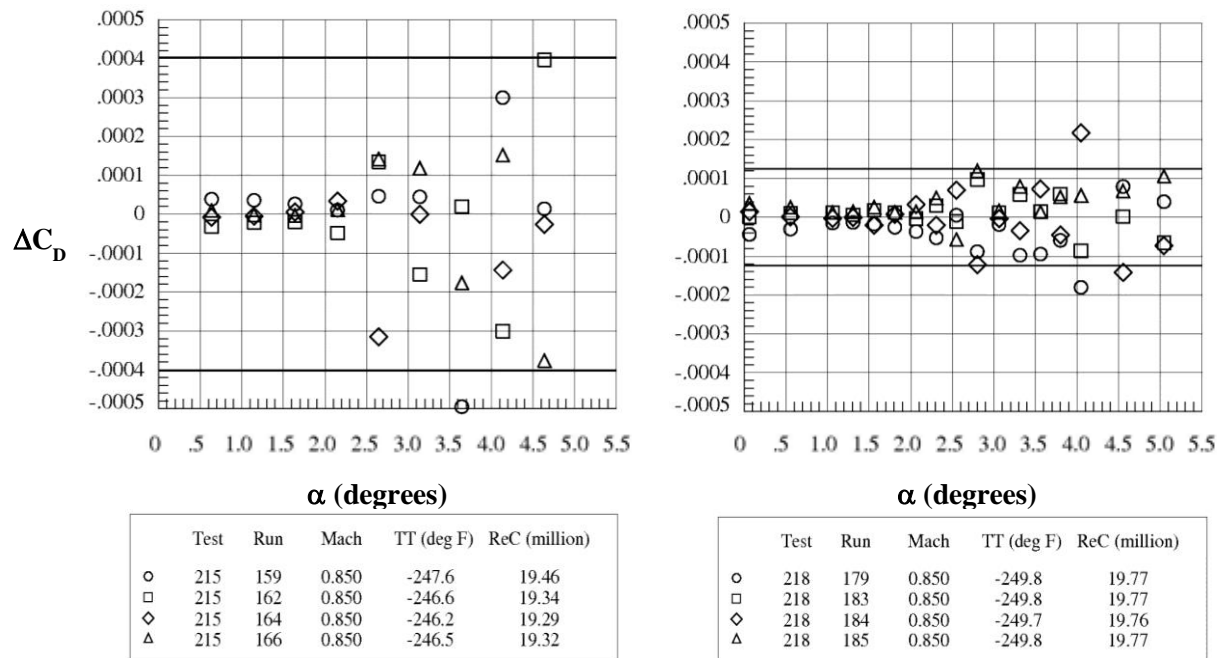 .0005
.0004
.0003
.0002
.0001
0
-.0001
-.0002
-.0003
-.0004
-.0005
ΔC_D
0 .5 1.0 1.5 2.0 2.5 3.0 3.5 4.0 4.5 5.0 5.5
α (degrees)
Test Run Mach TT (deg F) ReC (million)
215 159 0.850 -247.6 19.46
215 162 0.850 -246.6 19.34
215 164 0.850 -246.2 19.29
215 166 0.850 -246.5 19.32
.0005
.0004
.0003
.0002
.0001
0
-.0001
-.0002
-.0003
-.0004
-.0005
0 .5 1.0 1.5 2.0 2.5 3.0 3.5 4.0 4.5 5.0 5.5
α (degrees)
Test Run Mach TT (deg F) ReC (million)
218 179 0.850 -249.8 19.77
218 183 0.850 -249.8 19.77
218 184 0.850 -249.7 19.76
218 185 0.850 -249.8 19.77